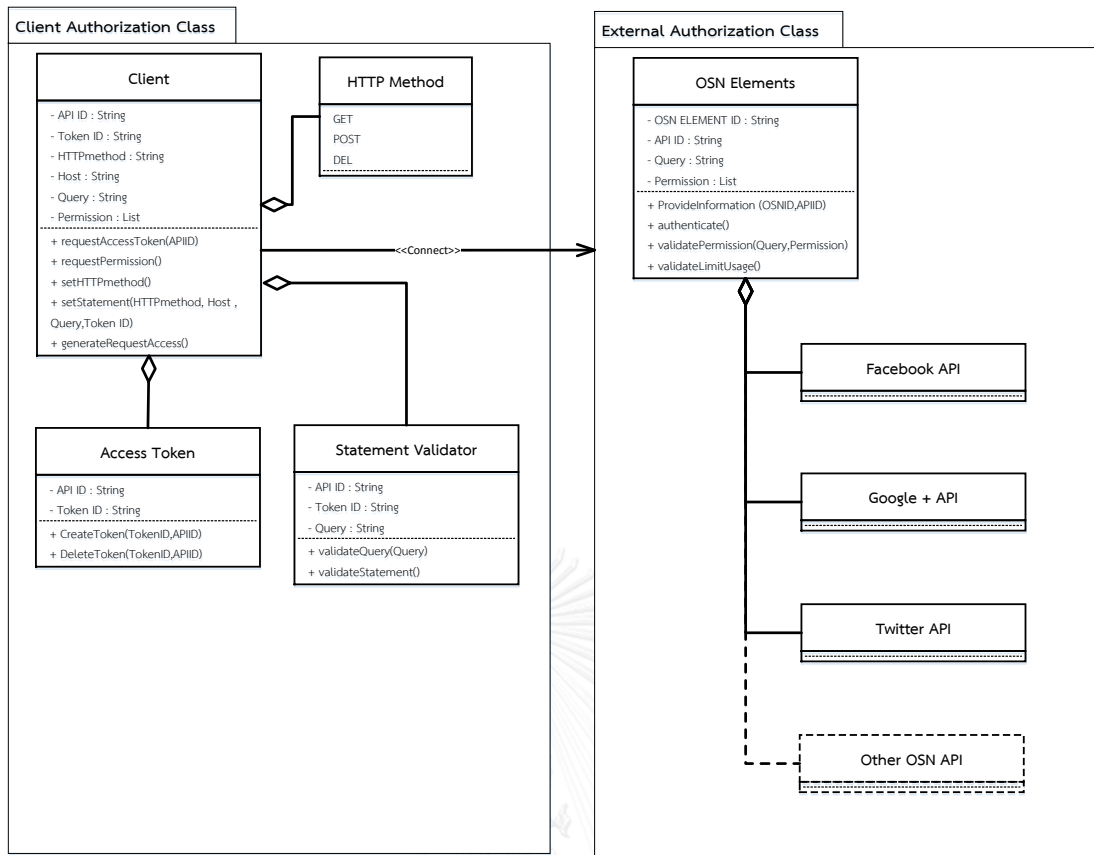 Client Authorization Class
Client
- API ID : String
- Token ID : String
- HTTPmethod : String
- Host : String
- Query : String
- Permission : List
+ requestAccessToken(APIID)
+ requestPermission()
+ setHTTPmethod()
+ setStatement(HTTPmethod, Host ,
Query,Token ID)
+ generateRequestAccess()
HTTP Method
GET
POST
DEL
<<Connect>>
Access Token
- API ID : String
- Token ID : String
+ CreateToken(TokenID,APIID)
+ DeleteToken(TokenID,APIID)
Statement Validator
- API ID : String
- Token ID : String
- Query : String
+ validateQuery(Query)
+ validateStatement()
External Authorization Class
OSN Elements
- OSN ELEMENT ID : String
- API ID : String
- Query : String
- Permission : List
+ ProvideInformation (OSNID,APIID)
+ authenticate()
+ validatePermission(Query,Permission)
+ validateLimitUsage()
Facebook API
Google + API
Twitter API
Other OSN API